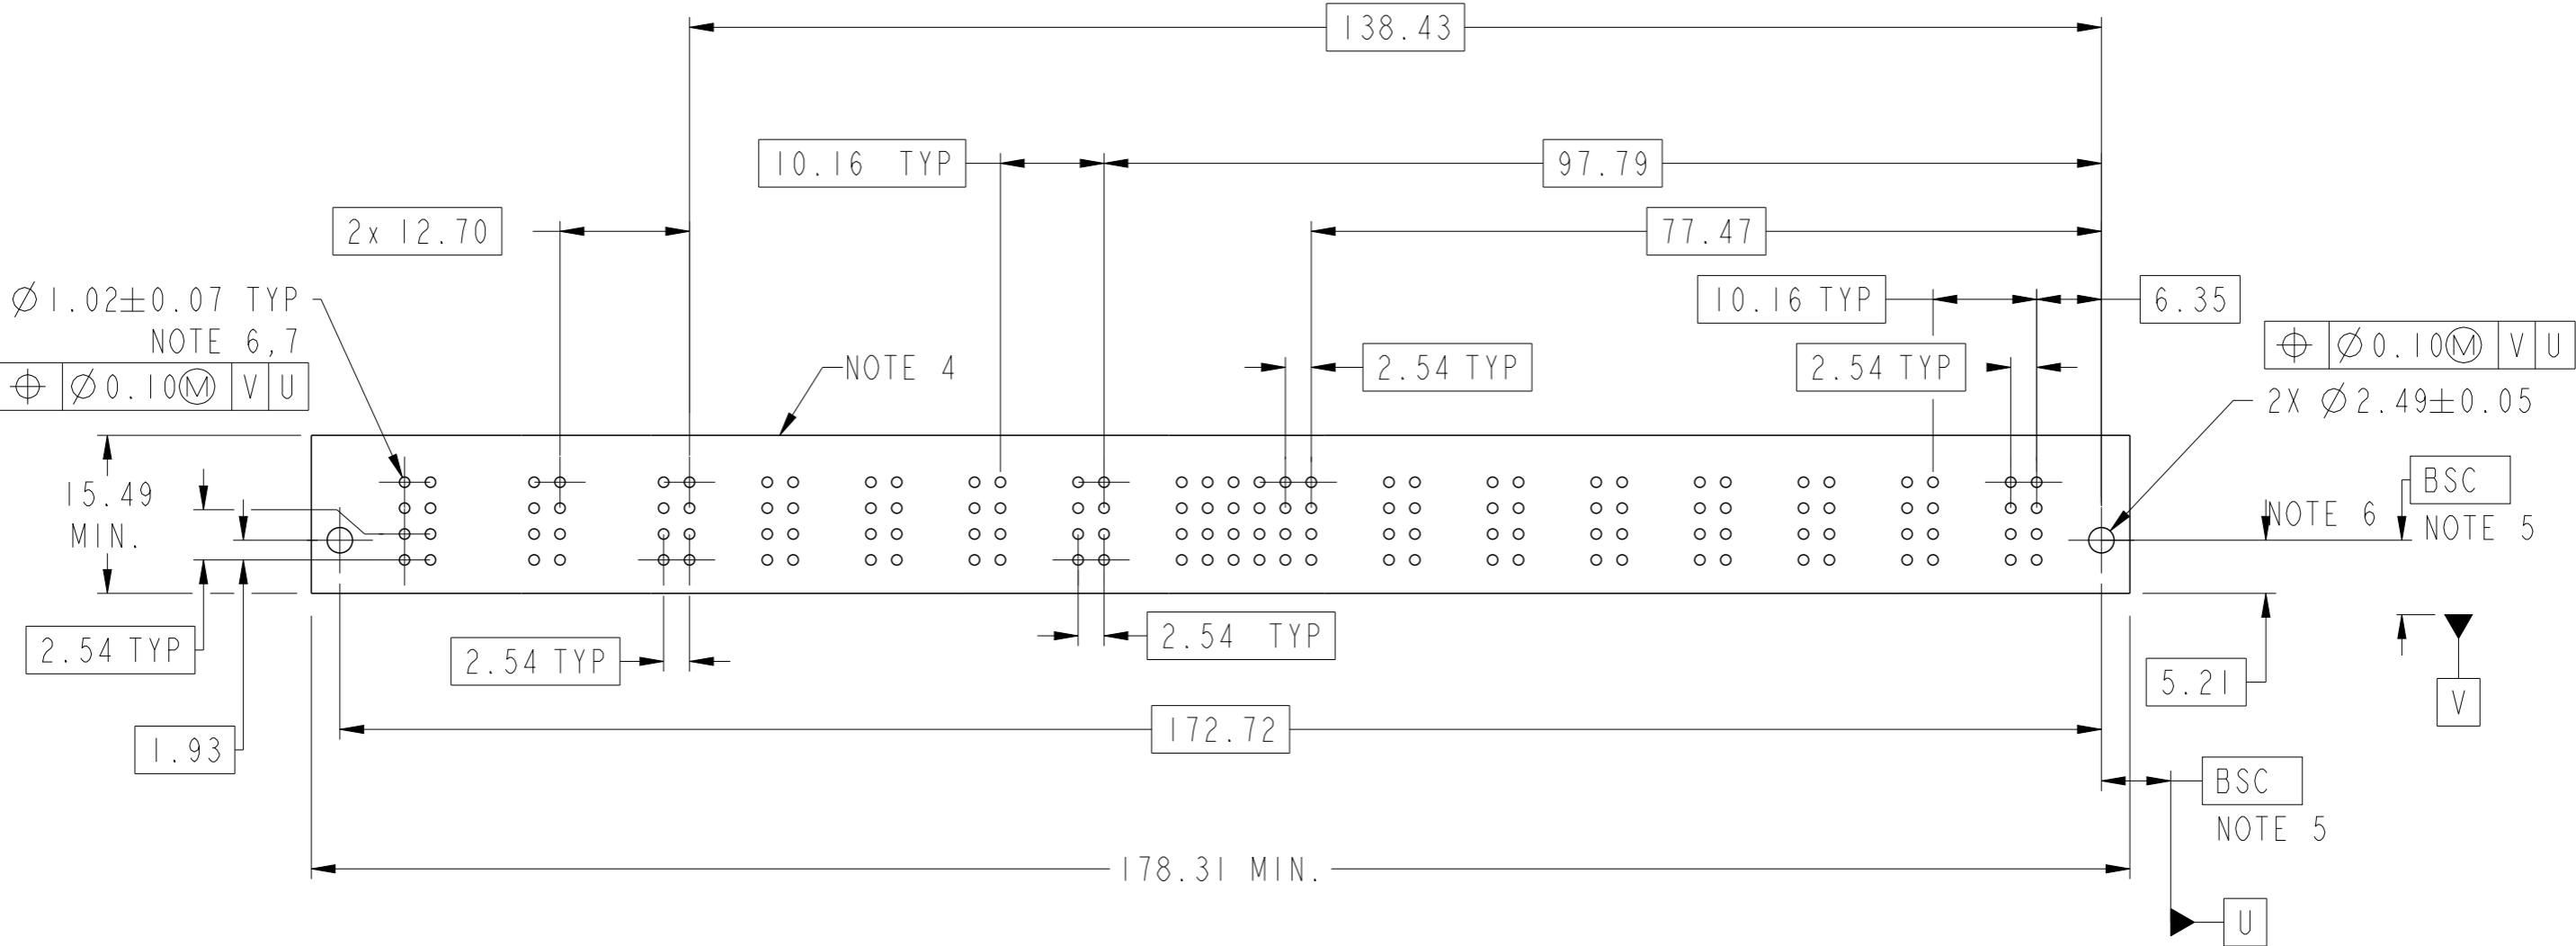 138.43
10.16 TYP
97.79
2x 12.70
77.47
Ø1.02±0.07 TYP
NOTE 6,7
⌖ Ø0.10Ⓜ V U
10.16 TYP
6.35
NOTE 4
2.54 TYP
2.54 TYP
⌖ Ø0.10Ⓜ V U
2X Ø2.49±0.05
15.49
MIN.
BSC
NOTE 6
NOTE 5
2.54 TYP
2.54 TYP
2.54 TYP
5.21
V
1.93
172.72
BSC
NOTE 5
178.31 MIN.
U